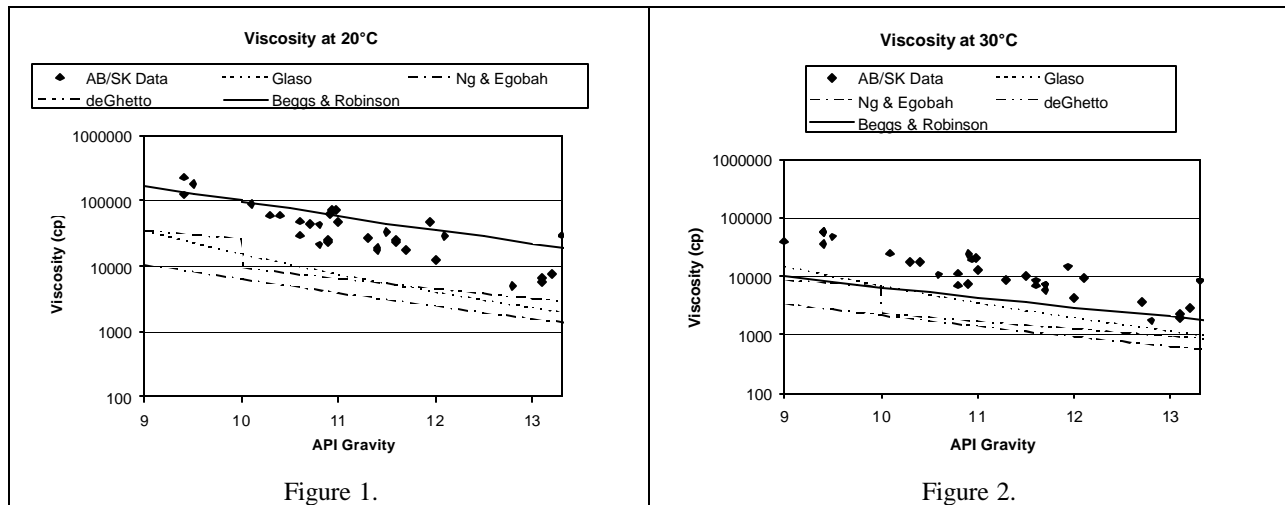 Viscosity at 20°C
AB/SK Data Glaso Ng & Egobah
deGhetto Beggs & Robinson
1000000
100000
10000
1000
100
Viscosity (cp)
9 10 11 12 13
API Gravity
Figure 1.
Viscosity at 30°C
AB/SK Data Glaso
Ng & Egobah deGhetto
Beggs & Robinson
1000000
100000
10000
1000
100
Viscosity (cp)
9 10 11 12 13
API Gravity
Figure 2.